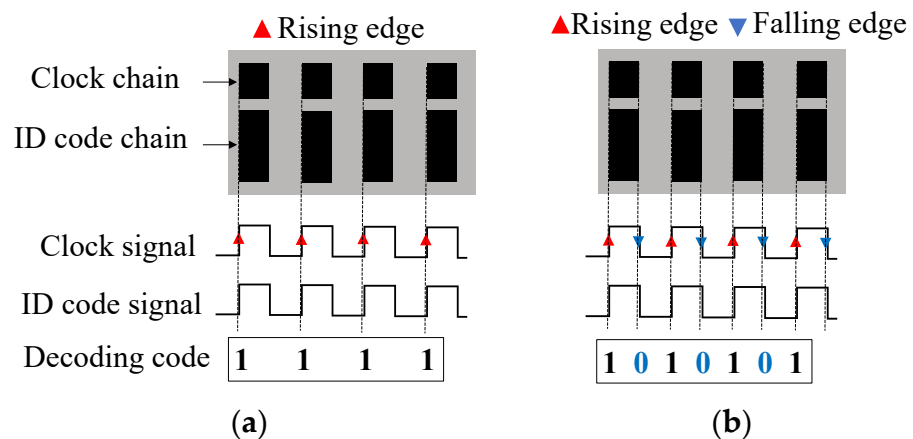 Rising edge
Rising edge Falling edge
Clock chain
ID code chain
Clock signal
ID code signal
Decoding code 1 1 1 1
1 0 1 0 1 0 1
(a) (b)